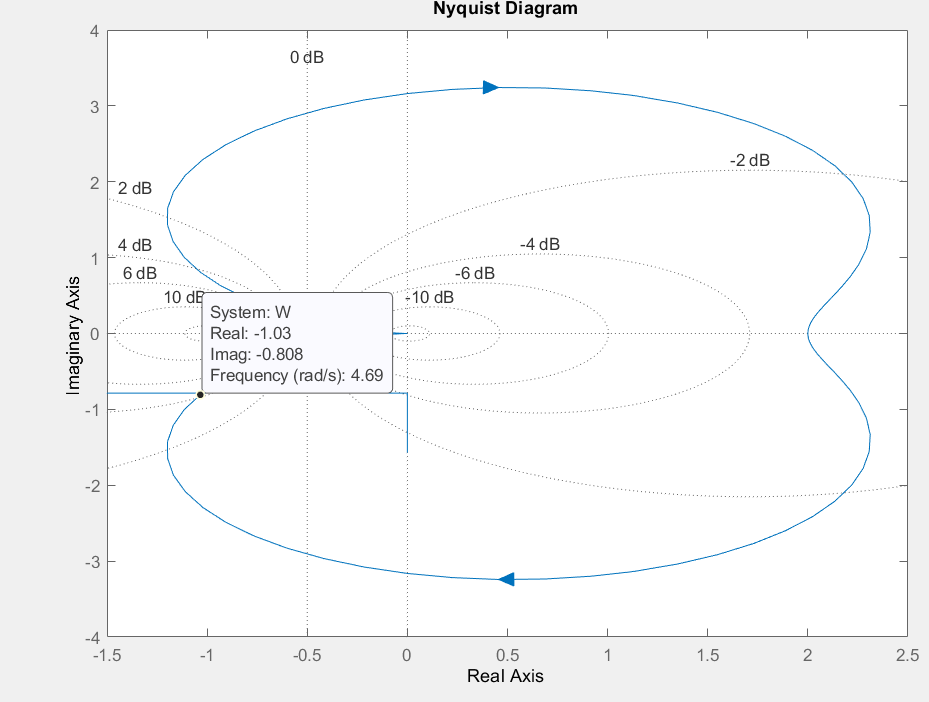 Nyquist Diagram
4
3
2
1
0
-1
-2
-3
-4
Imaginary Axis
0 dB
-2 dB
2 dB
4 dB
-4 dB
6 dB
-6 dB
10 dB
-10 dB
System: W
Real: -1.03
Imag: -0.808
Frequency (rad/s): 4.69
-1.5
-1
-0.5
0
0.5
1
1.5
2
2.5
Real Axis